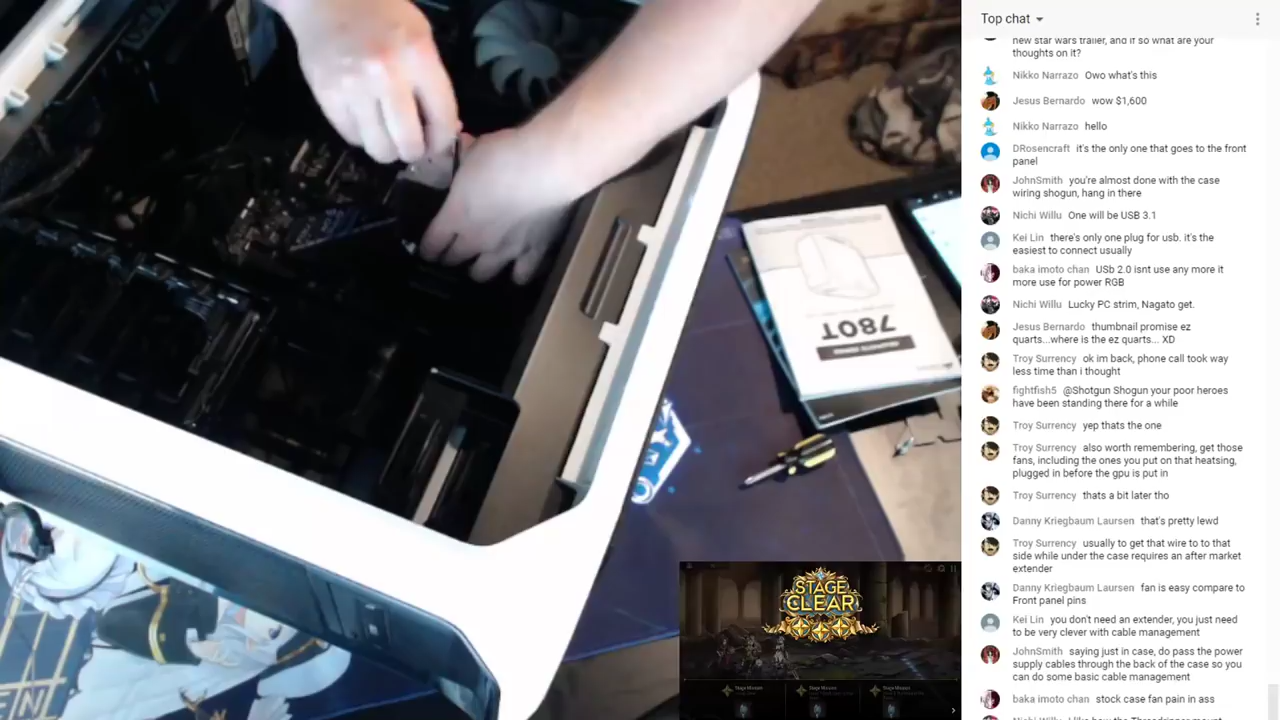 Top chat
new star wars trailer, and if so what are your
thoughts on it?
Nikko Narrazo Owo what's this
Jesus Bernardo wow $1,600
Nikko Narrazo hello
DRosencraft it's the only one that goes to the front
panel
JohnSmith you're almost done with the case
wiring shogun, hang in there
Nichi Willu One will be USB 3.1
Kei Lin there's only one plug for usb. it's the
easiest to connect usually
baka imoto chan USb 2.0 isnt use any more it
more use for power RGB
Nichi Willu Lucky PC strim, Nagato get.
Jesus Bernardo thumbnail promise ez
quarts...where is the ez quarts... XD
Troy Surrency ok im back, phone call took way
less time than i thought
fightfish5 @Shotgun Shogun your poor heroes
have been standing there for a while
Troy Surrency yep thats the one
Troy Surrency also worth remembering, get those
fans, including the ones you put on that heatsing,
plugged in before the gpu is put in
Troy Surrency thats a bit later tho
Danny Kriegbaum Laursen that's pretty lewd
Troy Surrency usually to get that wire to to that
side while under the case requires an after market
extender
Danny Kriegbaum Laursen fan is easy compare to
Front panel pins
Kei Lin you don't need an extender, you just need
to be very clever with cable management
JohnSmith saying just in case, do pass the power
supply cables through the back of the case so you
can do some basic cable management
baka imoto chan stock case fan pain in ass
780T
STAGE
CLEAR